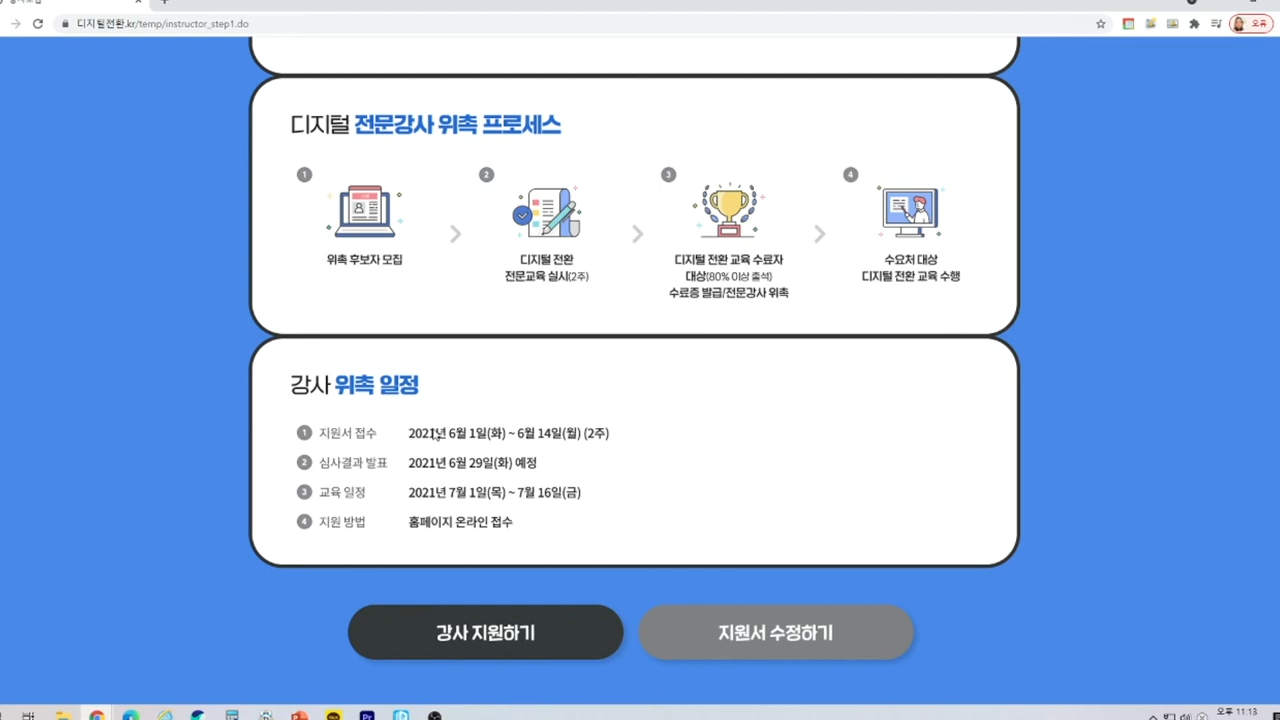 디지털전환.kr/temp/instructor_step1.do
오류
디지털 전문강사 위촉 프로세스
1
2
3
4
위촉 후보자 모집
디지털 전환
전문교육 실시(2주)
디지털 전환 교육 수료자
대상(80% 이상 출석)
수료증 발급/전문강사 위촉
수요처 대상
디지털 전환 교육 수행
강사 위촉 일정
1 지원서 접수 2021년 6월 1일(화) ~ 6월 14일(월) (2주)
2 심사결과 발표 2021년 6월 29일(화) 예정
3 교육 일정 2021년 7월 1일(목) ~ 7월 16일(금)
4 지원 방법 홈페이지 온라인 접수
강사 지원하기
지원서 수정하기
오후 11:13